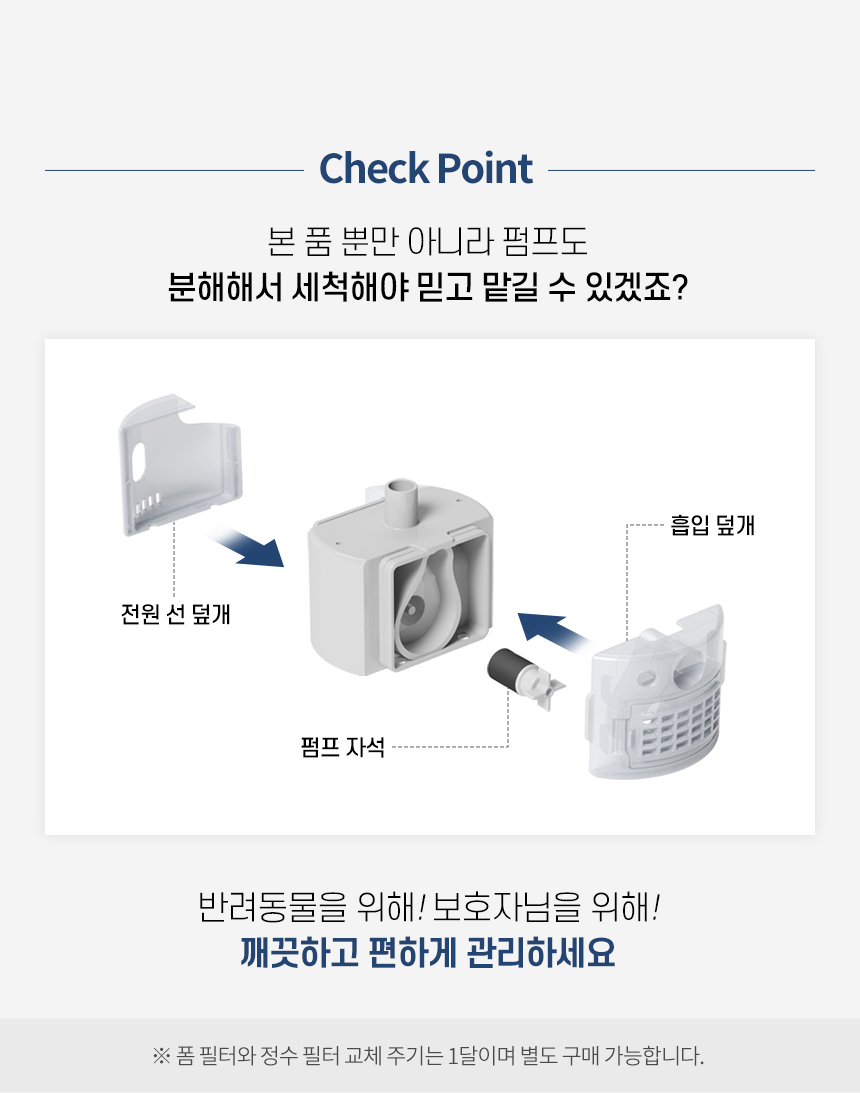 Check Point
본 품 뿐만 아니라 펌프도
분해해서 세척해야 믿고 맡길 수 있겠죠?
흡입 덮개
전원 선 덮개
펌프 자석
반려동물을 위해! 보호자님을 위해!
깨끗하고 편하게 관리하세요
※ 폼 필터와 정수 필터 교체 주기는 1달이며 별도 구매 가능합니다.